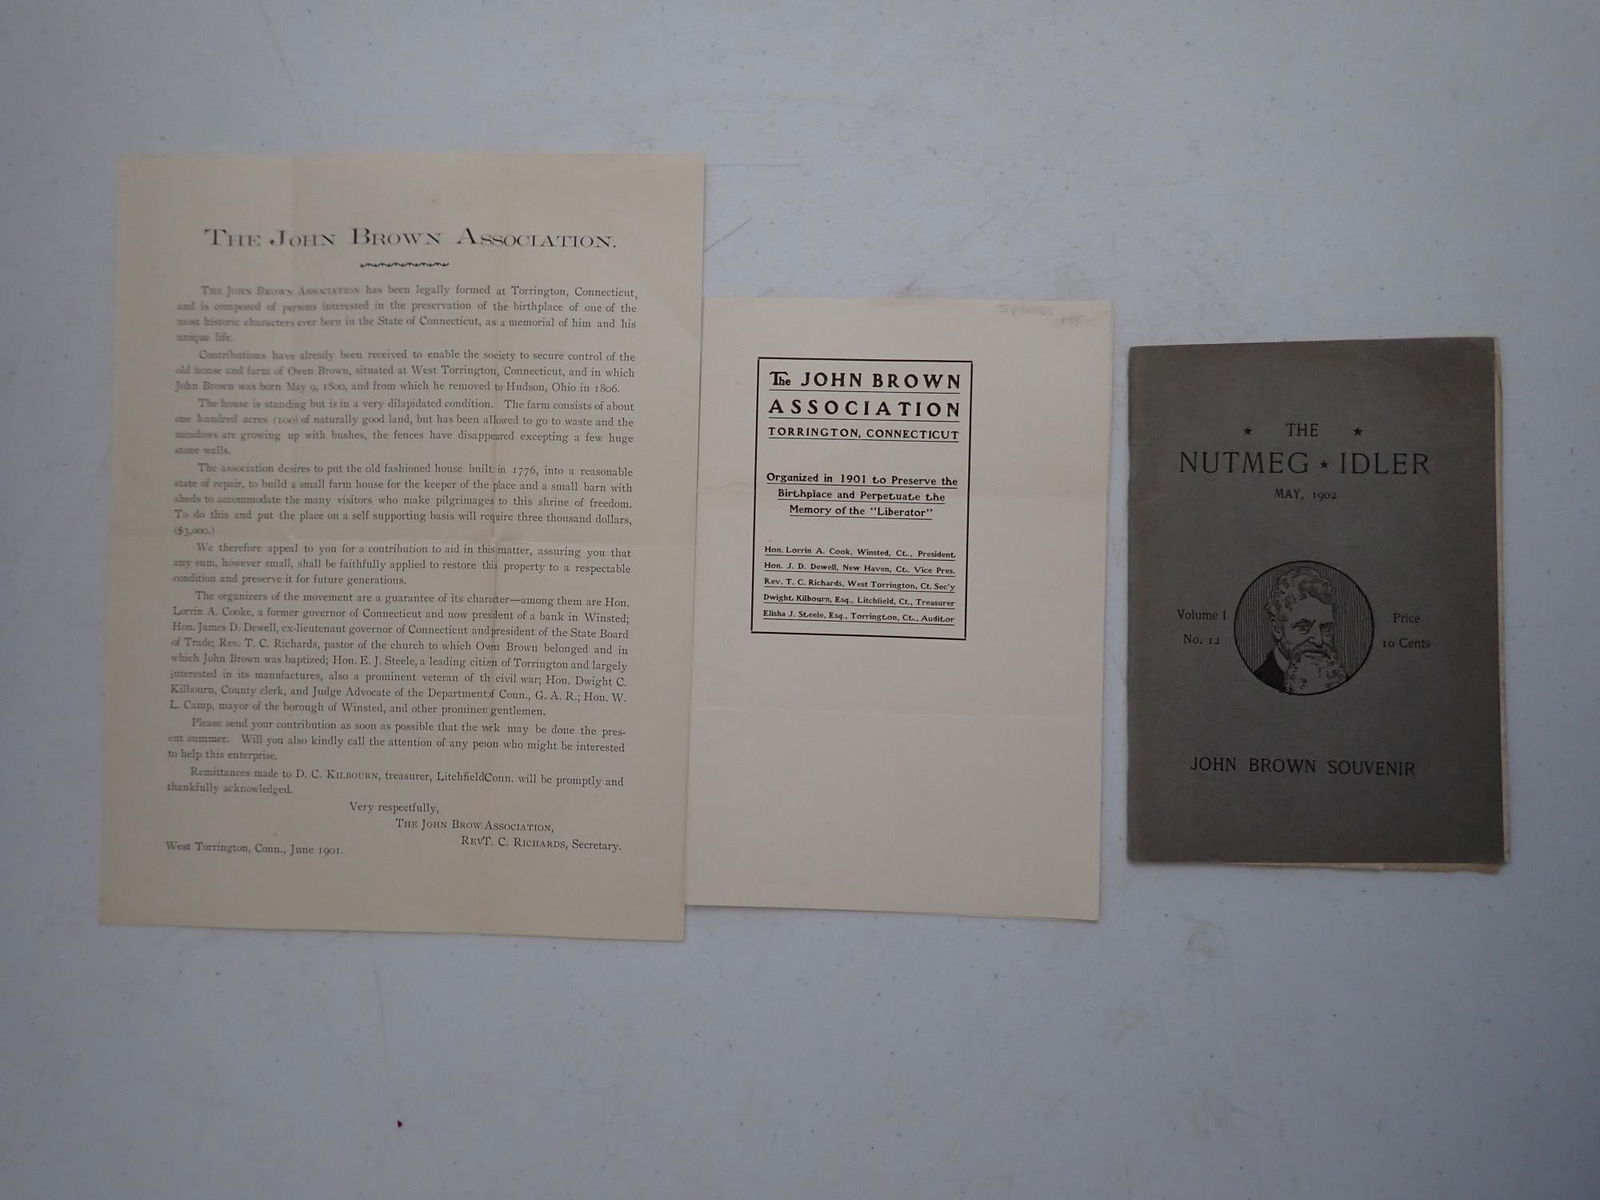 THE JOHN BROWN ASSOCIATION.
THE JOHN BROWN ASSOCIATION has been legally formed at Torrington, Connecticut,
and is composed of persons interested in the preservation of the birthplace of one of the
most historic characters ever born in the State of Connecticut, as a memorial of him and his
unique life.
Contributions have already been received to enable the society to secure control of the
old house and farm of Owen Brown, situated at West Torrington, Connecticut, and in which
John Brown was born May 9, 1800, and from which he removed to Hudson, Ohio in 1806.
The house is standing but is in a very dilapidated condition. The farm consists of about
one hundred acres (100) of naturally good land, but has been allowed to go to waste and the
meadows are growing up with bushes, the fences have disappeared excepting a few huge
stone walls.
The association desires to put the old fashioned house built in 1776, into a reasonable
state of repair, to build a small farm house for the keeper of the place and a small barn with
sheds to accommodate the many visitors who make pilgrimages to this shrine of freedom.
To do this and put the place on a self supporting basis will require three thousand dollars,
($3,000.)
We therefore appeal to you for a contribution to aid in this matter, assuring you that
any sum, however small, shall be faithfully applied to restore this property to a respectable
condition and preserve it for future generations.
The organizers of the movement are a guarantee of its character—among them are Hon.
Lorrin A. Cooke, a former governor of Connecticut and now president of a bank in Winsted;
Hon. James D. Dewell, ex-lieutenant governor of Connecticut and president of the State Board
of Trade; Rev. T. C. Richards, pastor of the church to which Owen Brown belonged and in
which John Brown was baptized; Hon. E. J. Steele, a leading citizen of Torrington and largely
interested in its manufactures, also a prominent veteran of th civil war; Hon. Dwight C.
Kilbourn, County clerk, and Judge Advocate of the Department f Conn., G. A. R.; Hon. W.
L. Camp, mayor of the borough of Winsted, and other prominen gentlemen.
Please send your contribution as soon as possible that the wrk may be done the pres-
ent summer. Will you also kindly call the attention of any peson who might be interested
to help this enterprise.
Remittances made to D. C. KILBOURN, treasurer, Litchfield Conn. will be promptly and
thankfully acknowledged.
Very respectfully,
THE JOHN BROW ASSOCIATION,
REV T. C. RICHARDS, Secretary.
West Torrington, Conn., June 1901.
The JOHN BROWN
ASSOCIATION
TORRINGTON, CONNECTICUT
Organized in 1901 to Preserve the
Birthplace and Perpetuate the
Memory of the "Liberator"
Hon. Lorrin A. Cook, Winsted, Ct., President
Hon. J. D. Dewell, New Haven, Ct. Vice Pres.
Rev. T. C. Richards, West Torrington, Ct. Sec'y
Dwight Kilbourn, Esq., Litchfield, Ct., Treasurer
Elisha J. Steele, Esq., Torrington, Ct., Auditor
★ THE ★
NUTMEG ★ IDLER
MAY, 1902
Volume I
No. 12
Price
10 Cents
JOHN BROWN SOUVENIR